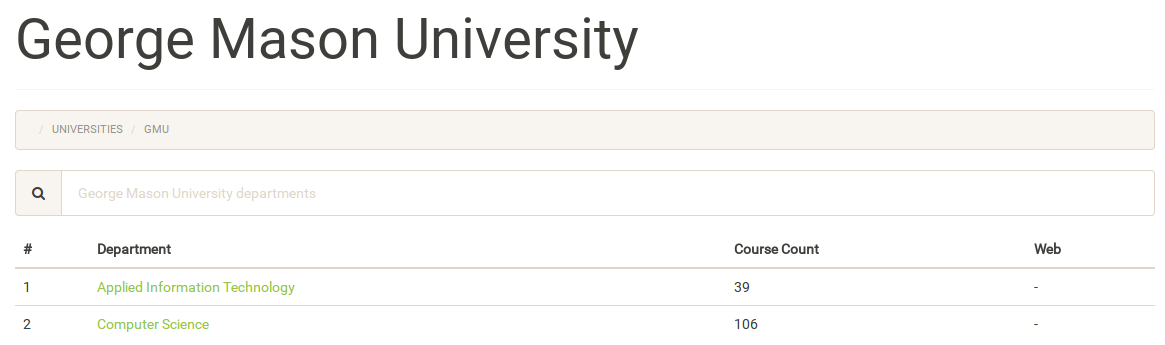 George Mason University
/ UNIVERSITIES / GMU
George Mason University departments
# Department Course Count Web
1 Applied Information Technology 39 -
2 Computer Science 106 -